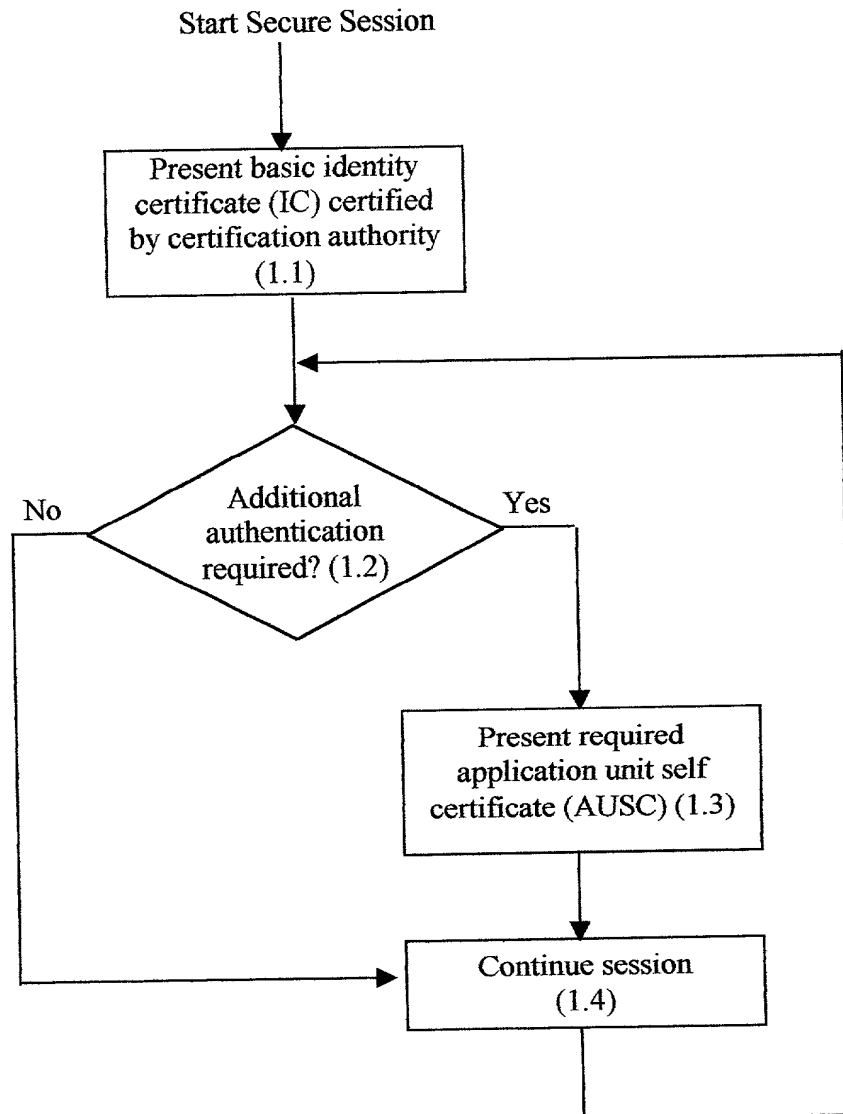 Start Secure Session
Present basic identity
certificate (IC) certified
by certification authority
(1.1)
No
Additional
authentication
required? (1.2)
Yes
Present required
application unit self
certificate (AUSC) (1.3)
Continue session
(1.4)